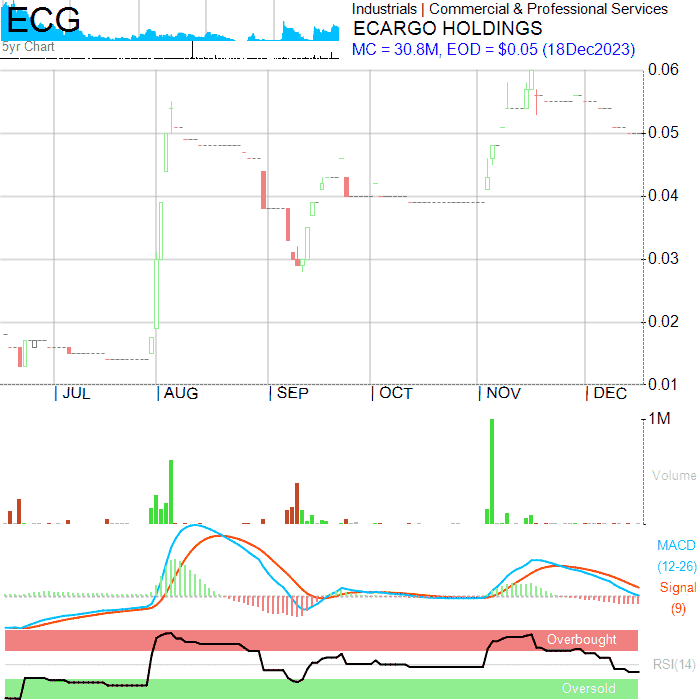 ECG
5yr Chart
Industrials | Commercial & Professional Services
ECARGO HOLDINGS
MC = 30.8M, EOD = $0.05 (18Dec2023)
0.06
0.05
0.04
0.03
0.02
0.01
| JUL | AUG | SEP | OCT | NOV | DEC
1M
Volume
MACD
(12-26)
Signal
(9)
Overbought
RSI(14)
Oversold